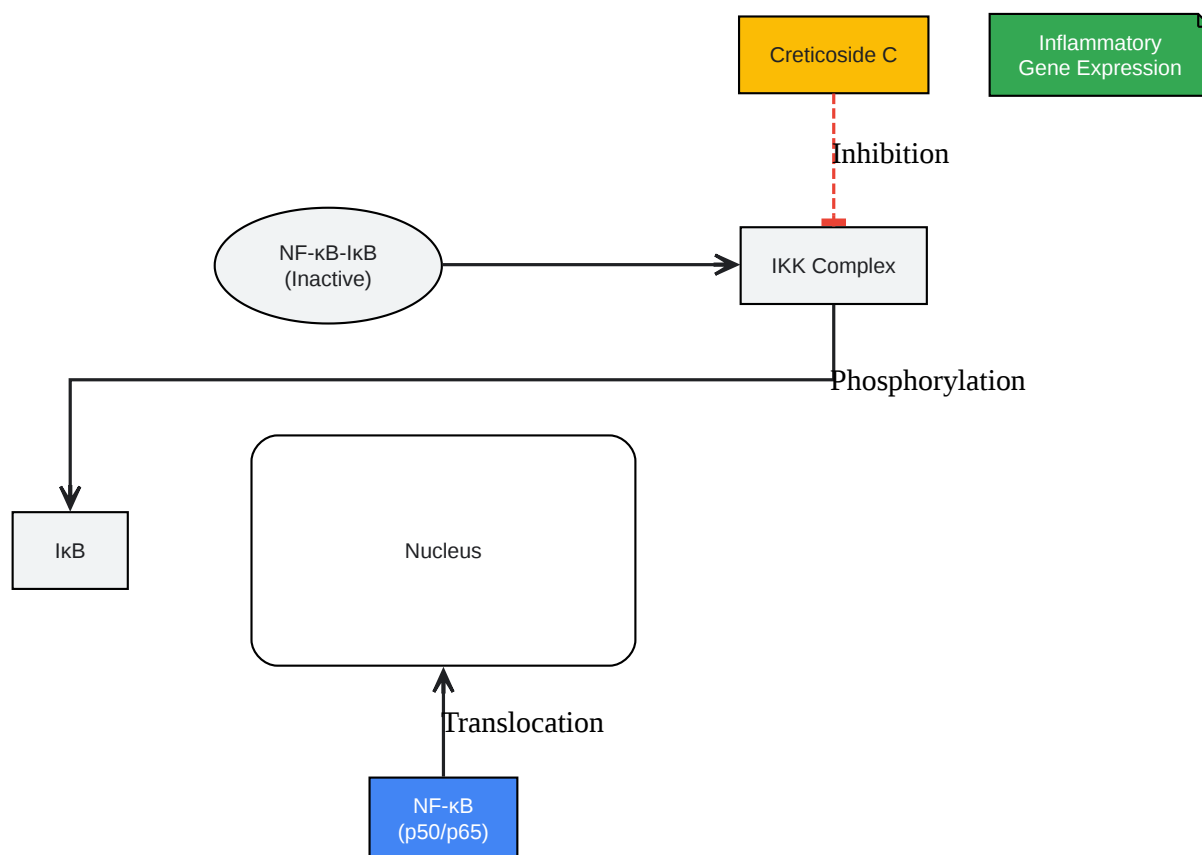 Creticoside C
Inflammatory
Gene Expression
Inhibition
NF-κB-IκB
(Inactive)
IKK Complex
Phosphorylation
IκB
Nucleus
Translocation
NF-κB
(p50/p65)